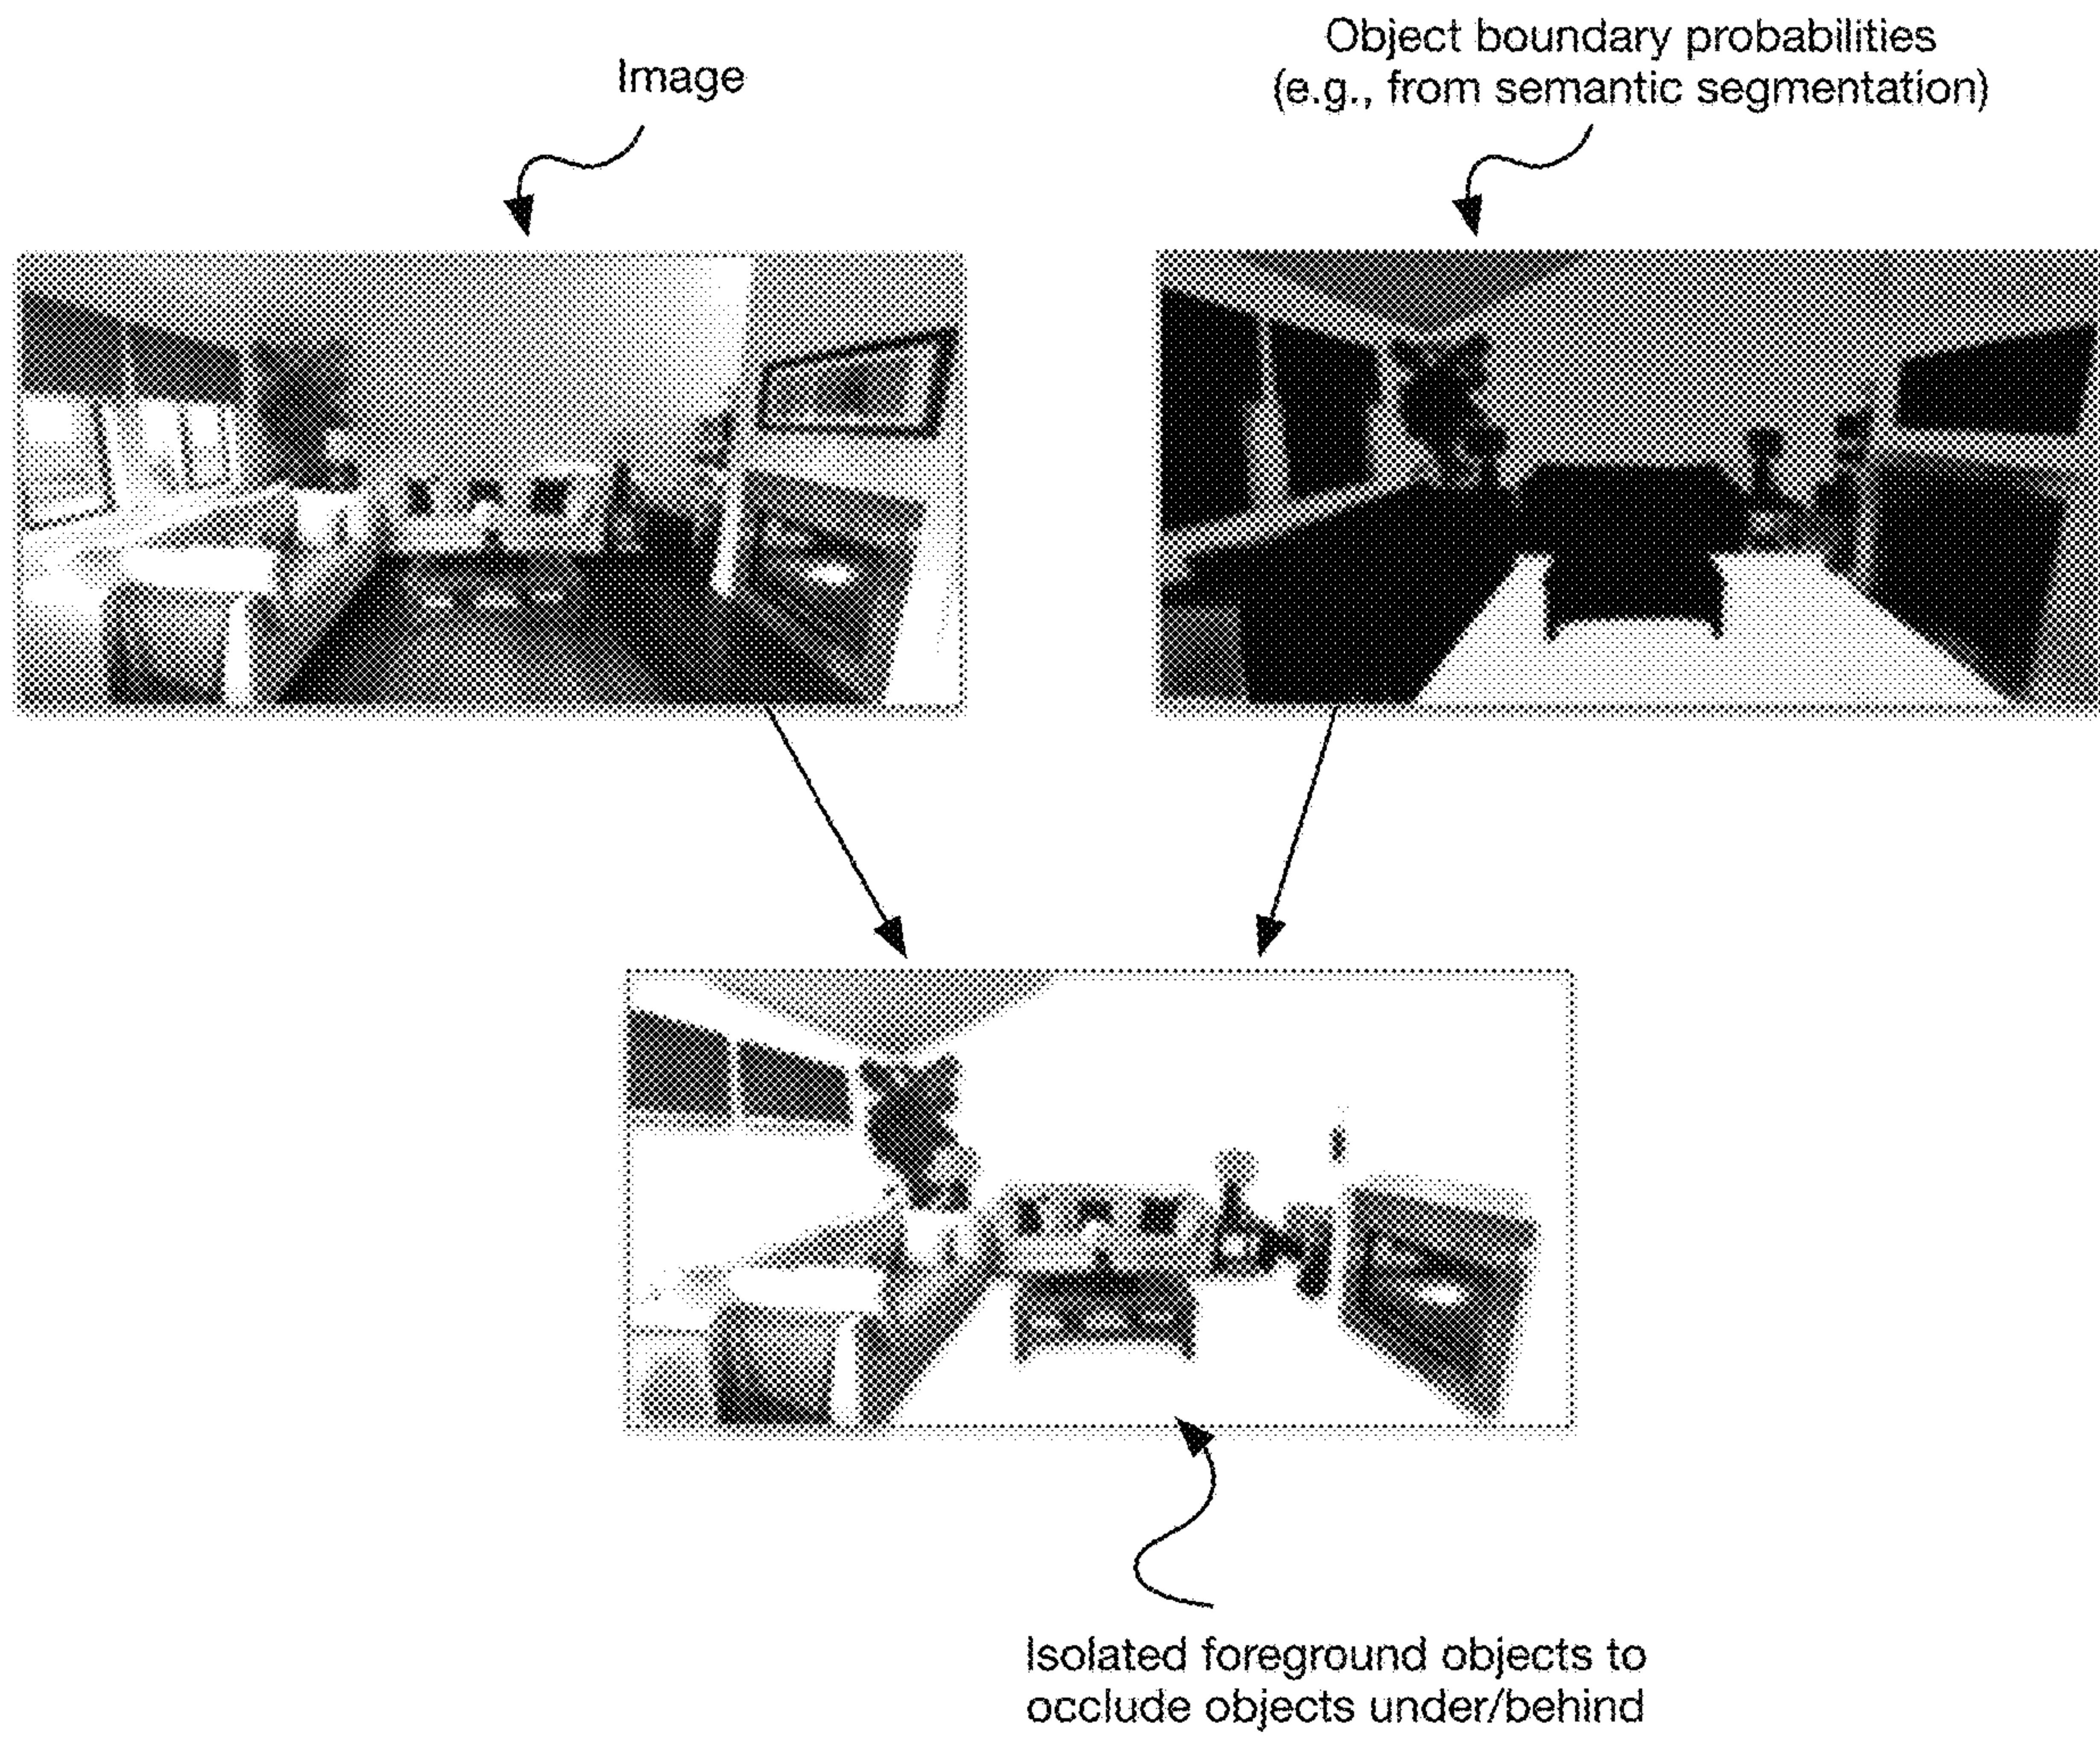 Image
Object boundary probabilities
(e.g., from semantic segmentation)
Isolated foreground objects to
occlude objects under/behind